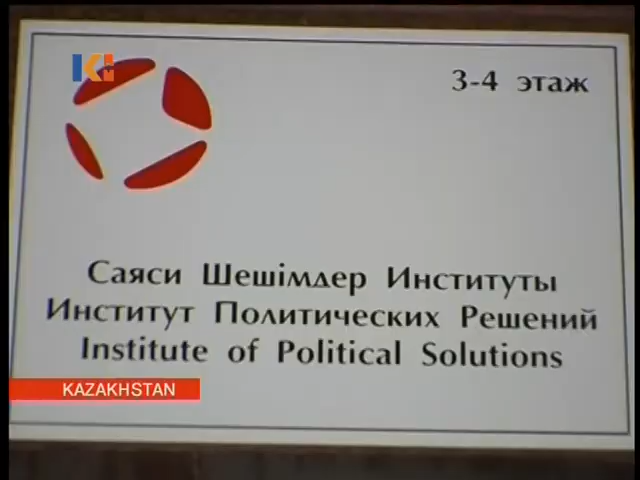 3-4 этаж
Саяси Шешімдер Институты
Институт Политических Решений
Institute of Political Solutions
KAZAKHSTAN